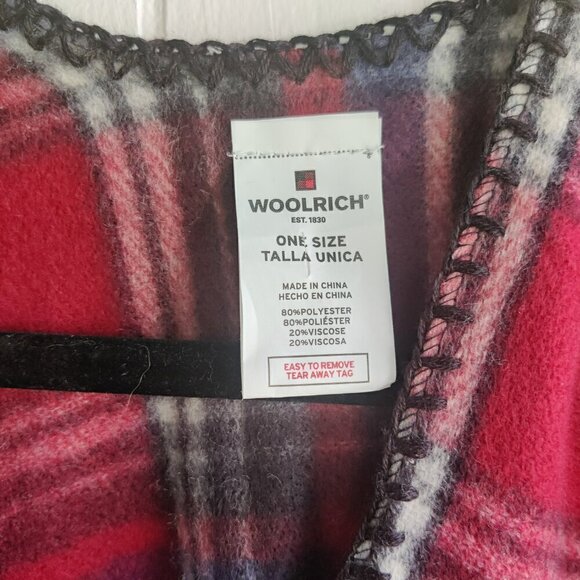 WOOLRICH®
EST. 1830
ONE SIZE
TALLA UNICA
MADE IN CHINA
HECHO EN CHINA
80%POLYESTER
80%POLIÉSTER
20%VISCOSE
20%VISCOSA
EASY TO REMOVE
TEAR AWAY TAG